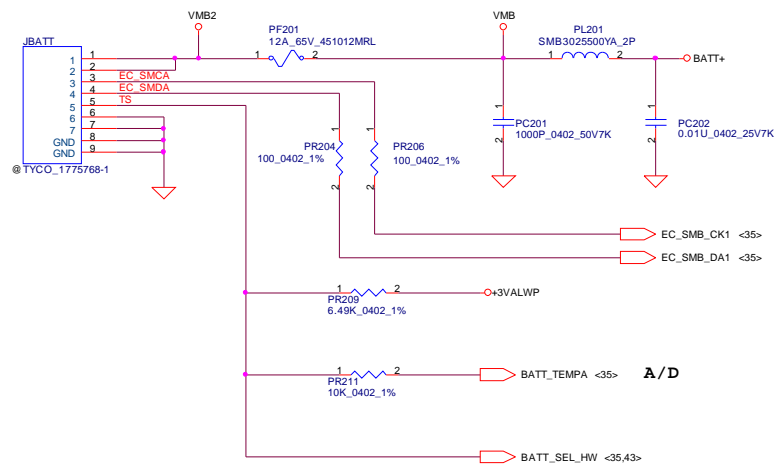 VMB2
VMB
JBATT
PF201
12A_65V_451012MRL
PL201
SMB3025500YA_2P
1
2
3
4
5
6
7
GND
GND
1
2
3
4
5
6
7
8
9
EC_SMCA
EC_SMDA
TS
1
2
1
2
BATT+
@TYCO_1775768-1
PR204
100_0402_1%
1
2
PR206
100_0402_1%
1
2
PC201
1000P_0402_50V7K
1
2
PC202
0.01U_0402_25V7K
1
2
EC_SMB_CK1 <35>
EC_SMB_DA1 <35>
1
2
PR209
6.49K_0402_1%
+3VALWP
1
2
PR211
10K_0402_1%
BATT_TEMPA <35>
A/D
BATT_SEL_HW <35,43>